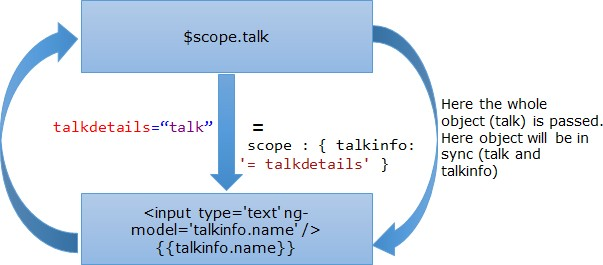 $scope.talk
talkdetails=“talk”
=
scope : { talkinfo:
'= talkdetails' }
Here the whole
object (talk) is passed.
Here object will be in
sync (talk and
talkinfo)
<input type='text' ng-
model='talkinfo.name' />
{{talkinfo.name}}